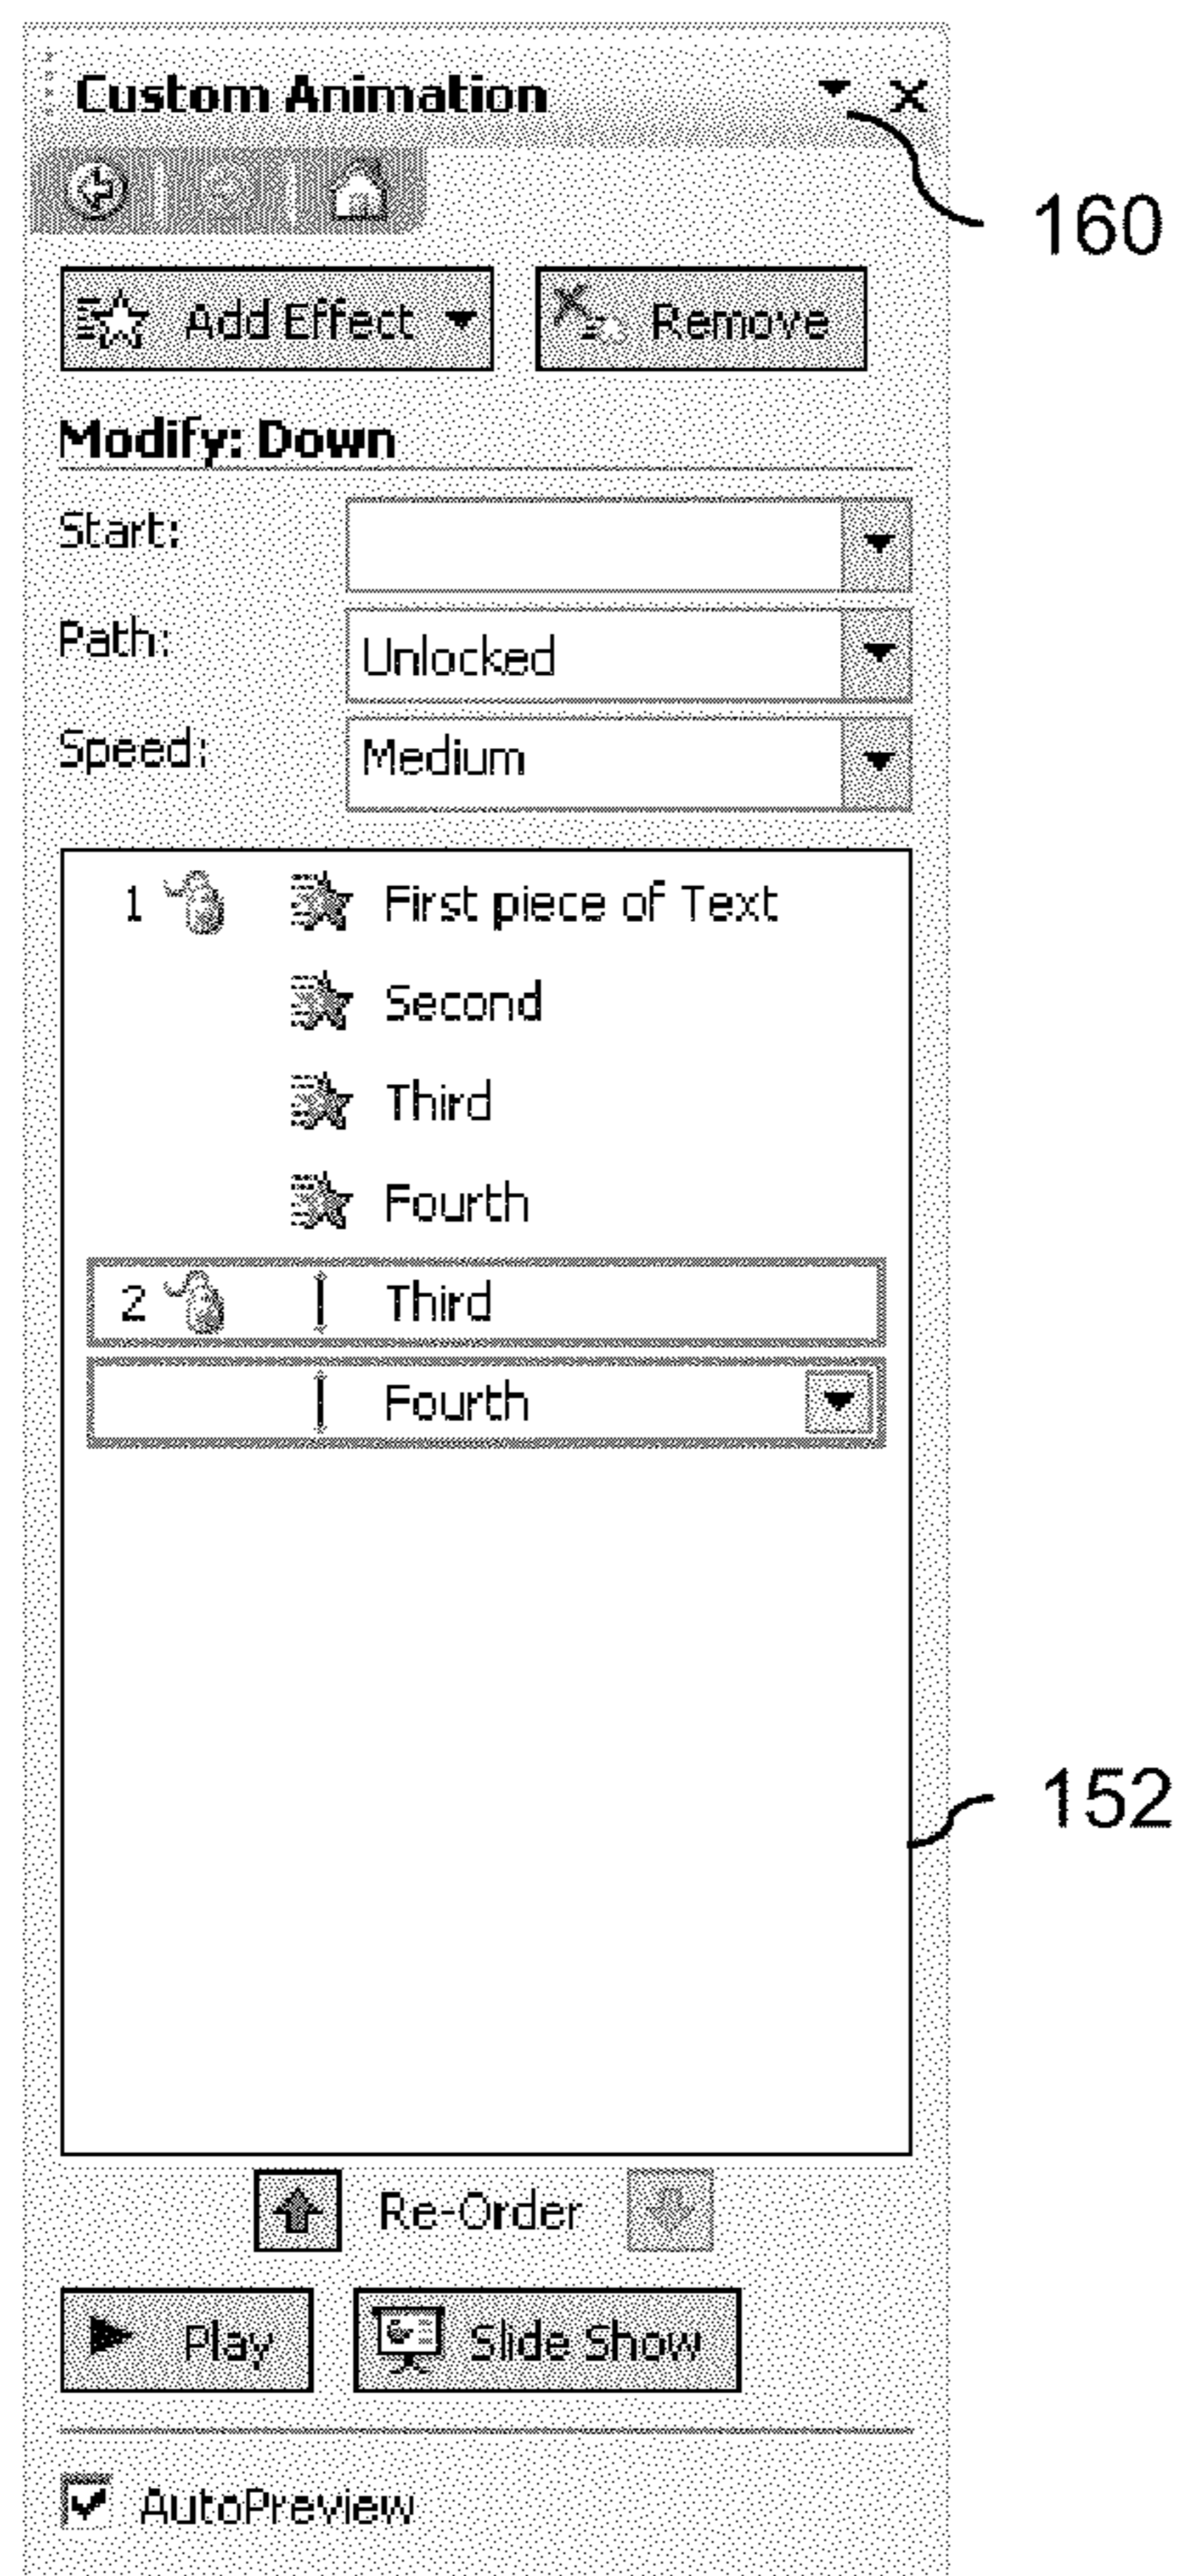 Custom Animation
160
Add Effect Remove
Modify: Down
Start:
Path: Unlocked
Speed: Medium
1 First piece of Text
Second
Third
Fourth
2 Third
Fourth
152
Re-Order
Play Slide Show
AutoPreview